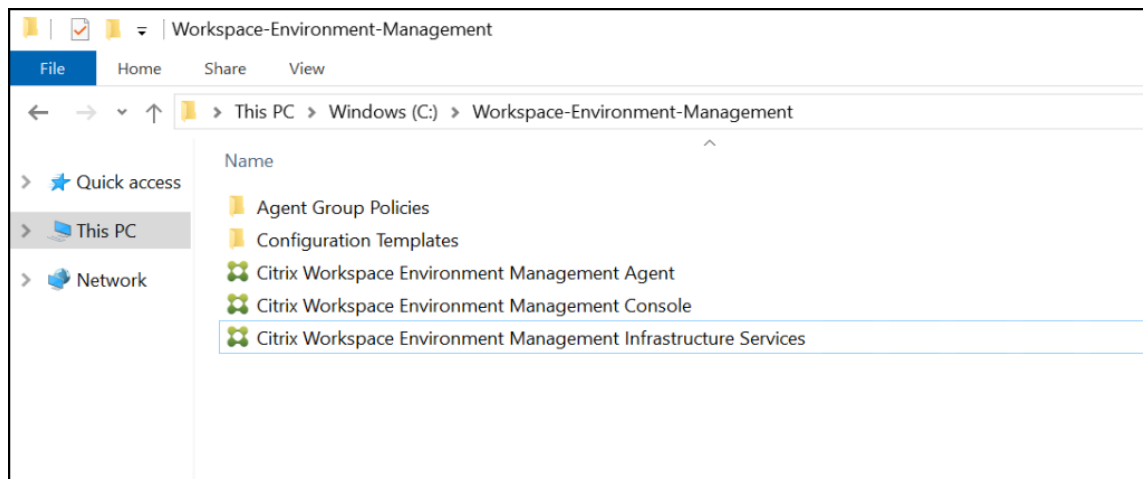 Workspace-Environment-Management
File Home Share View
This PC Windows (C:) Workspace-Environment-Management
Name
Quick access
This PC
Network
Agent Group Policies
Configuration Templates
Citrix Workspace Environment Management Agent
Citrix Workspace Environment Management Console
Citrix Workspace Environment Management Infrastructure Services